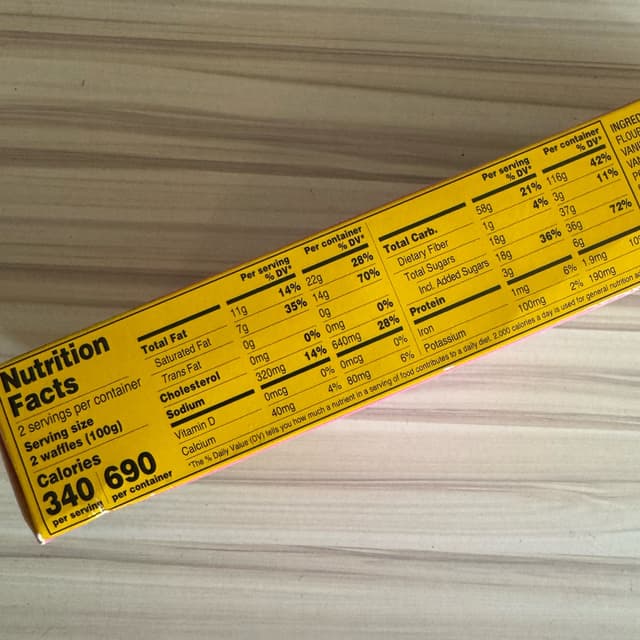 Nutrition
Facts
2 servings per container
Serving size
2 waffles (100g)
Calories
340 690
per serving per container
Per serving Per container
% DV* % DV*
Total Fat 11g 14% 22g 28%
Saturated Fat 7g 35% 14g 70%
Trans Fat 0g 0g
Cholesterol 0mg 0% 0mg 0%
Sodium 320mg 14% 640mg 28%
Vitamin D 0mcg 0% 0mcg 0%
Calcium 40mg 4% 80mg 6%
Per serving Per container
% DV* % DV*
Total Carb. 58g 21% 116g 42%
Dietary Fiber 1g 4% 3g 11%
Total Sugars 18g 37g
Incl. Added Sugars 18g 36% 36g 72%
Protein 3g 6g
Iron 1mg 6% 1.9mg
Potassium 100mg 2% 190mg
*The % Daily Value (DV) tells you how much a nutrient in a serving of food contributes to a daily diet. 2,000 calories a day is used for general nutrition